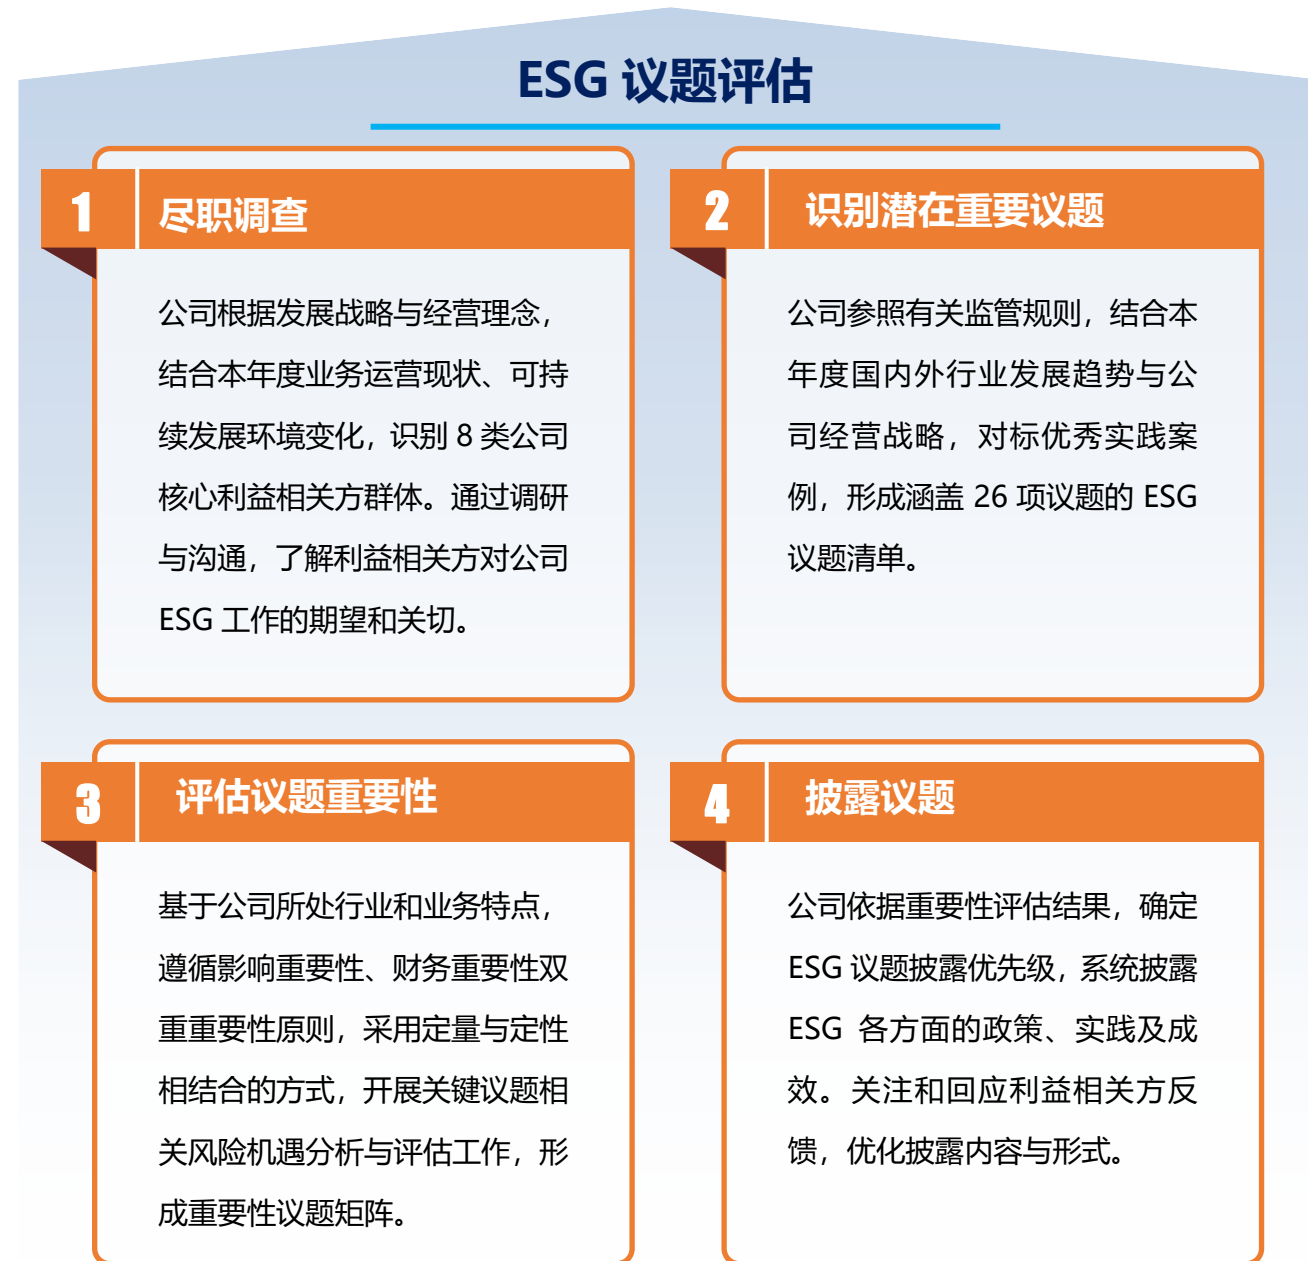 ESG 议题评估
1
尽职调查
公司根据发展战略与经营理念，
结合本年度业务运营现状、可持
续发展环境变化，识别 8 类公司
核心利益相关方群体。通过调研
与沟通，了解利益相关方对公司
ESG 工作的期望和关切。
2
识别潜在重要议题
公司参照有关监管规则，结合本
年度国内外行业发展趋势与公
司经营战略，对标优秀实践案
例，形成涵盖 26 项议题的 ESG
议题清单。
3
评估议题重要性
基于公司所处行业和业务特点，
遵循影响重要性、财务重要性双
重重要性原则，采用定量与定性
相结合的方式，开展关键议题相
关风险机遇分析与评估工作，形
成重要性议题矩阵。
4
披露议题
公司依据重要性评估结果，确定
ESG 议题披露优先级，系统披露
ESG 各方面的政策、实践及成
效。关注和回应利益相关方反
馈，优化披露内容与形式。